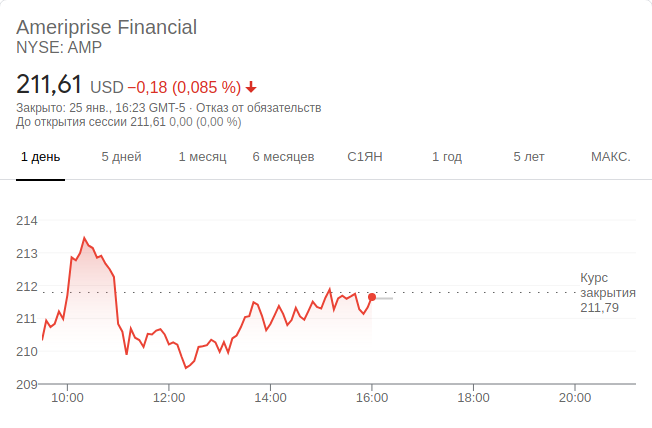 Ameriprise Financial
NYSE: AMP
211,61 USD −0,18 (0,085 %)
Закрыто: 25 янв., 16:23 GMT-5 · Отказ от обязательств
До открытия сессии 211,61 0,00 (0,00 %)
1 день 5 дней 1 месяц 6 месяцев С1ЯН 1 год 5 лет МАКС.
214
213
212
211
210
209
Курс
закрытия
211,79
10:00 12:00 14:00 16:00 18:00 20:00